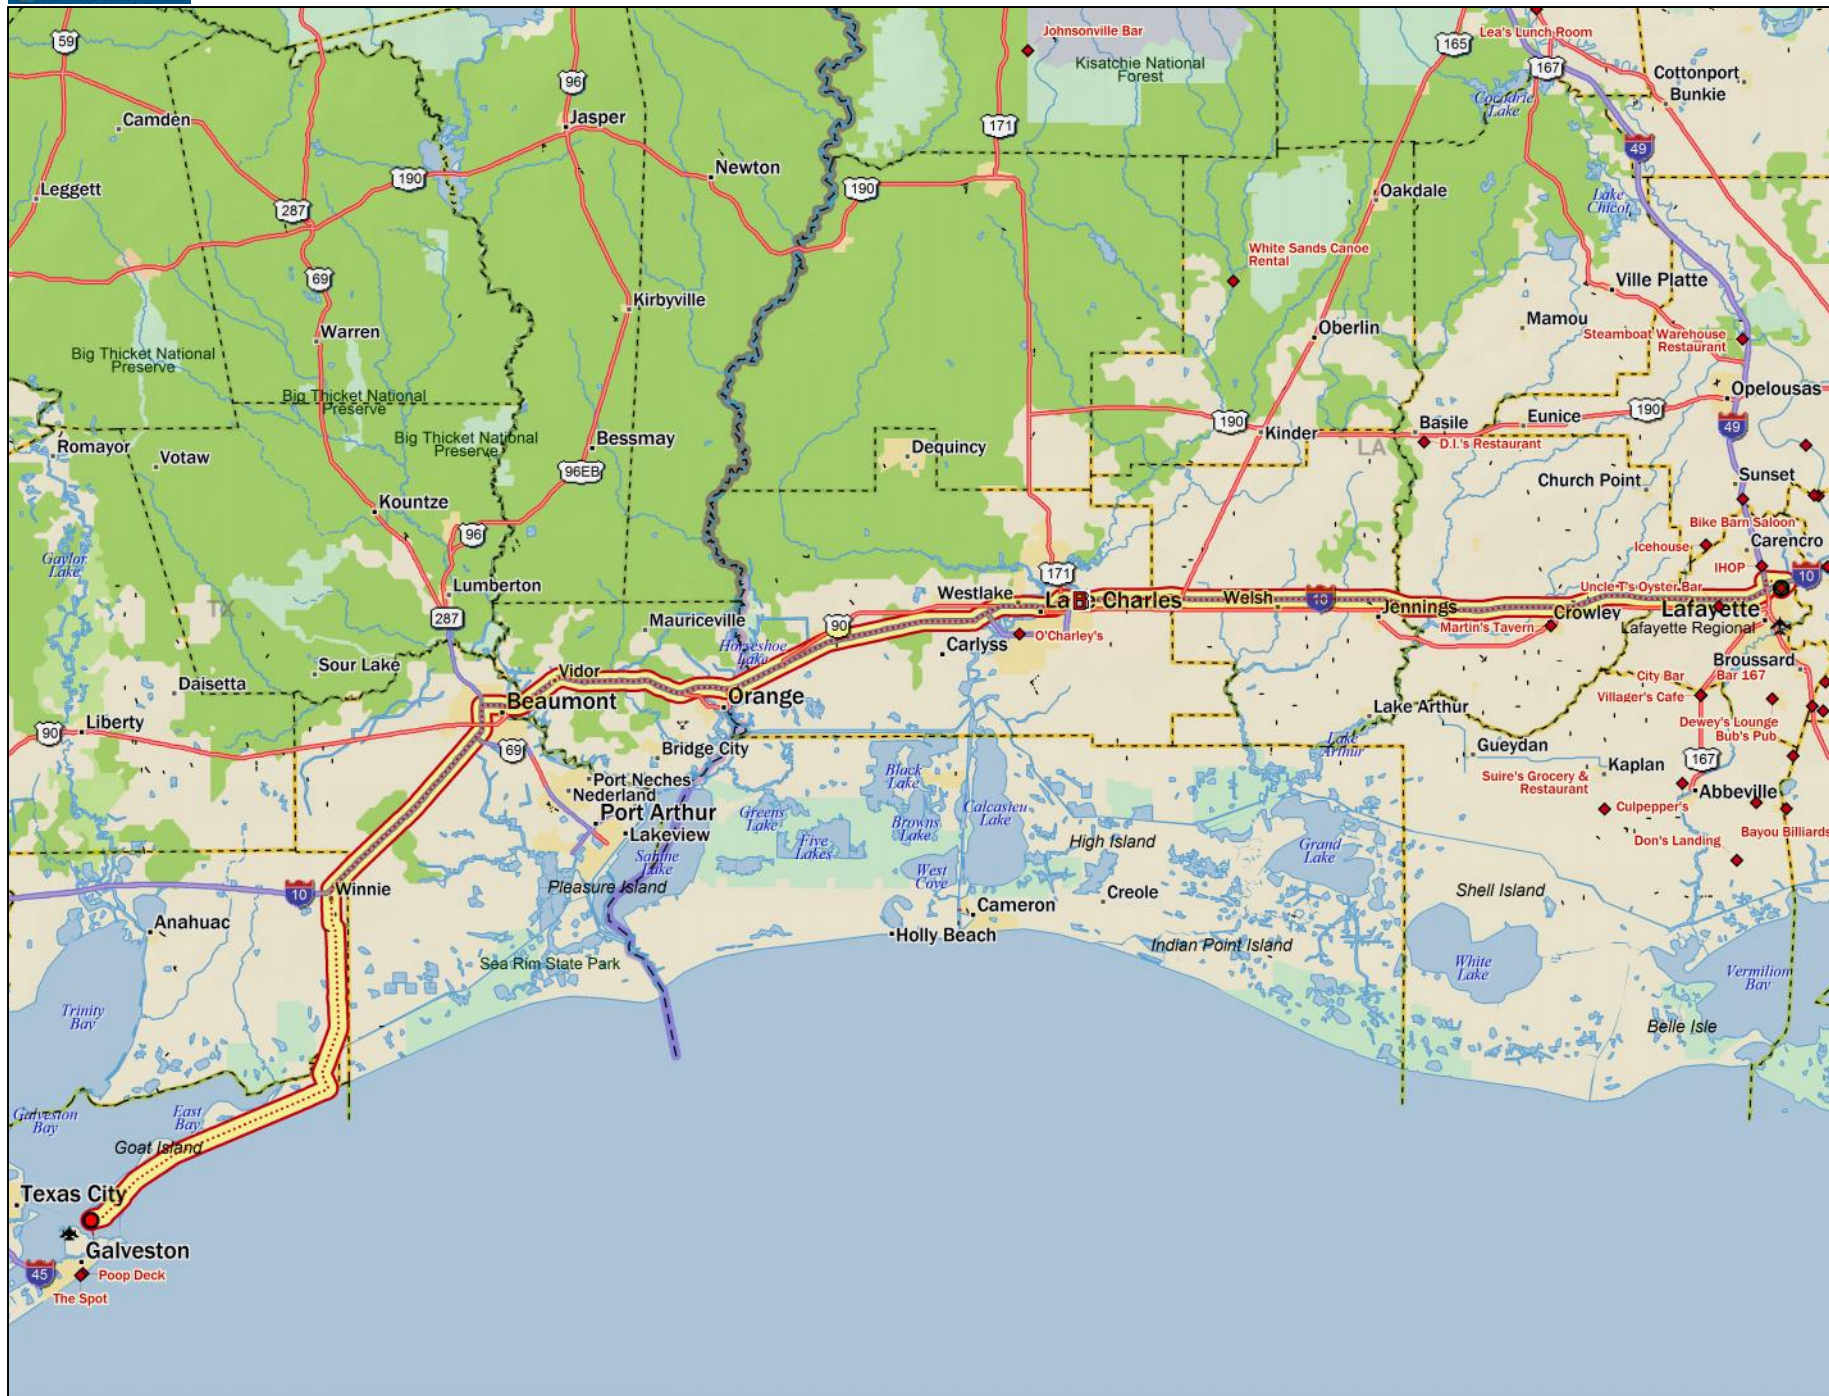 59
165
Lea's Lunch Room
Johnsonville Bar
Kisatchie National
Forest
167
Cottonport
Bunkie
96
Camden
Jasper
Cocodrie
Lake
171
49
Newton
190
190
Leggett
287
Oakdale
Lake
Chicot
White Sands Canoe
Rental
69
Ville Platte
Kirbyville
Warren
Oberlin
Mamou
Steamboat Warehouse
Restaurant
Big Thicket National
Preserve
Big Thicket National
Preserve
Opelousas
190
Eunice
190
Basile
49
Kinder
Big Thicket National
Preserve
Bessmay
D.I.'s Restaurant
LA
Romayor
Votaw
Dequincy
96EB
Church Point
Sunset
Kountze
96
Bike Barn Saloon
Icehouse
Carencro
Gaylor
Lake
IHOP
10
171
Lumberton
Westlake
Uncle T's Oyster Bar
La
B
Charles
Welsh
10
Jennings
Crowley
Lafayette
TX
287
Mauriceville
90
Martin's Tavern
Lafayette Regional
O'Charley's
Carlyss
Horseshoe
Lake
Sour Lake
Vidor
Broussard
Bar 167
City Bar
Villager's Cafe
Daisetta
Beaumont
Orange
Lake Arthur
Liberty
90
Dewey's Lounge
Bub's Pub
69
Bridge City
Lake
Arthur
Gueydan
Kaplan
167
Port Neches
Nederland
Black
Lake
Suire's Grocery &
Restaurant
Abbeville
Port Arthur
Lakeview
Greens
Lake
Calcasieu
Lake
Browns
Lake
Culpepper's
Bayou Billiards
Five
Lakes
High Island
Don's Landing
Grand
Lake
Sabine
Lake
West
Cove
Pleasure Island
10
Winnie
Creole
Shell Island
Cameron
Anahuac
Holly Beach
Indian Point Island
Sea Rim State Park
White
Lake
Vermilion
Bay
Trinity
Bay
Belle Isle
Galveston
Bay
East
Bay
Goat Island
Texas City
Galveston
45
Poop Deck
The Spot